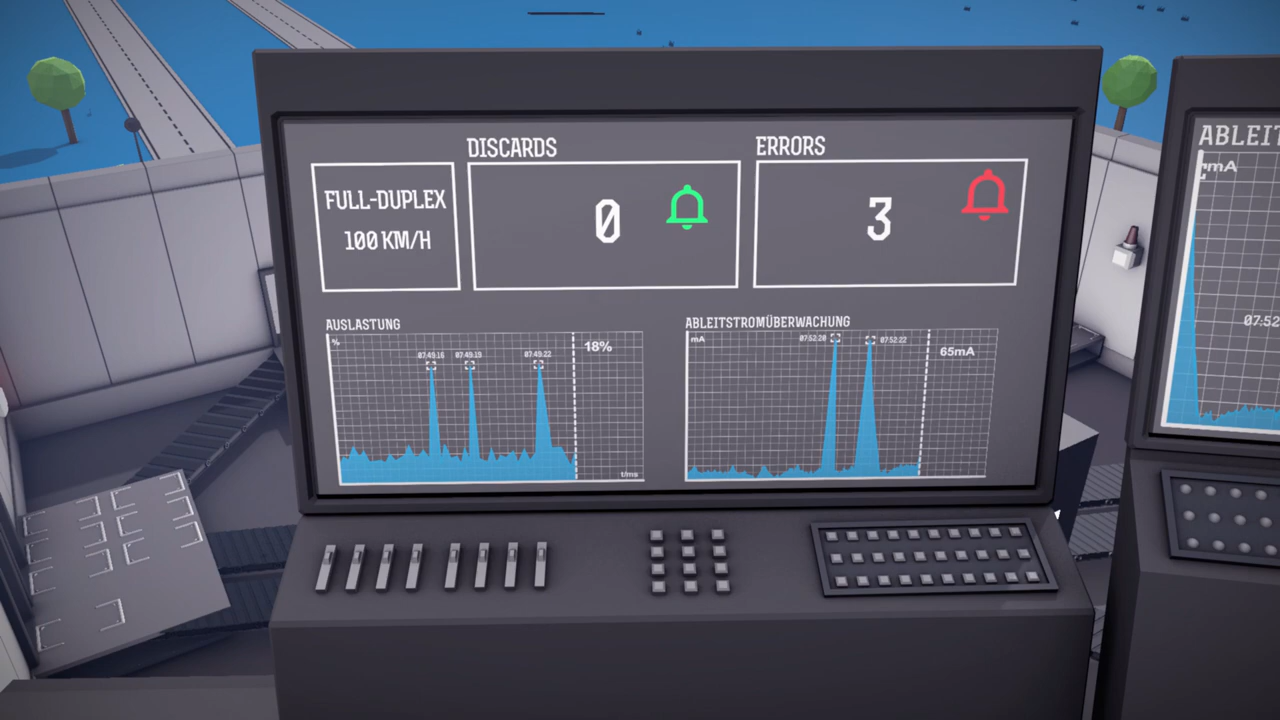 DISCARDS
ERRORS
FULL-DUPLEX
100 KM/H
0
3
AUSLASTUNG
%
07:49:16
07:49:19
07:49:22
18%
t/ms
ABLEITSTROMÜBERWACHUNG
mA
07:52:20
07:52:22
65mA
ABLEIT
mA
07:52